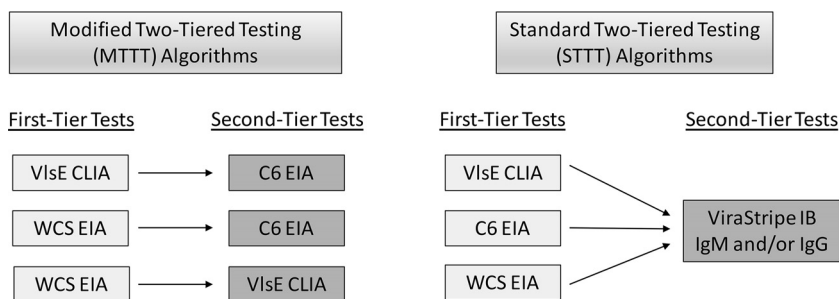 Modified Two-Tiered Testing
(MTTT) Algorithms
First-Tier Tests
Second-Tier Tests
VlsE CLIA
C6 EIA
WCS EIA
C6 EIA
WCS EIA
VlsE CLIA
Standard Two-Tiered Testing
(STTT) Algorithms
First-Tier Tests
Second-Tier Tests
VlsE CLIA
C6 EIA
WCS EIA
ViraStripe IB
IgM and/or IgG